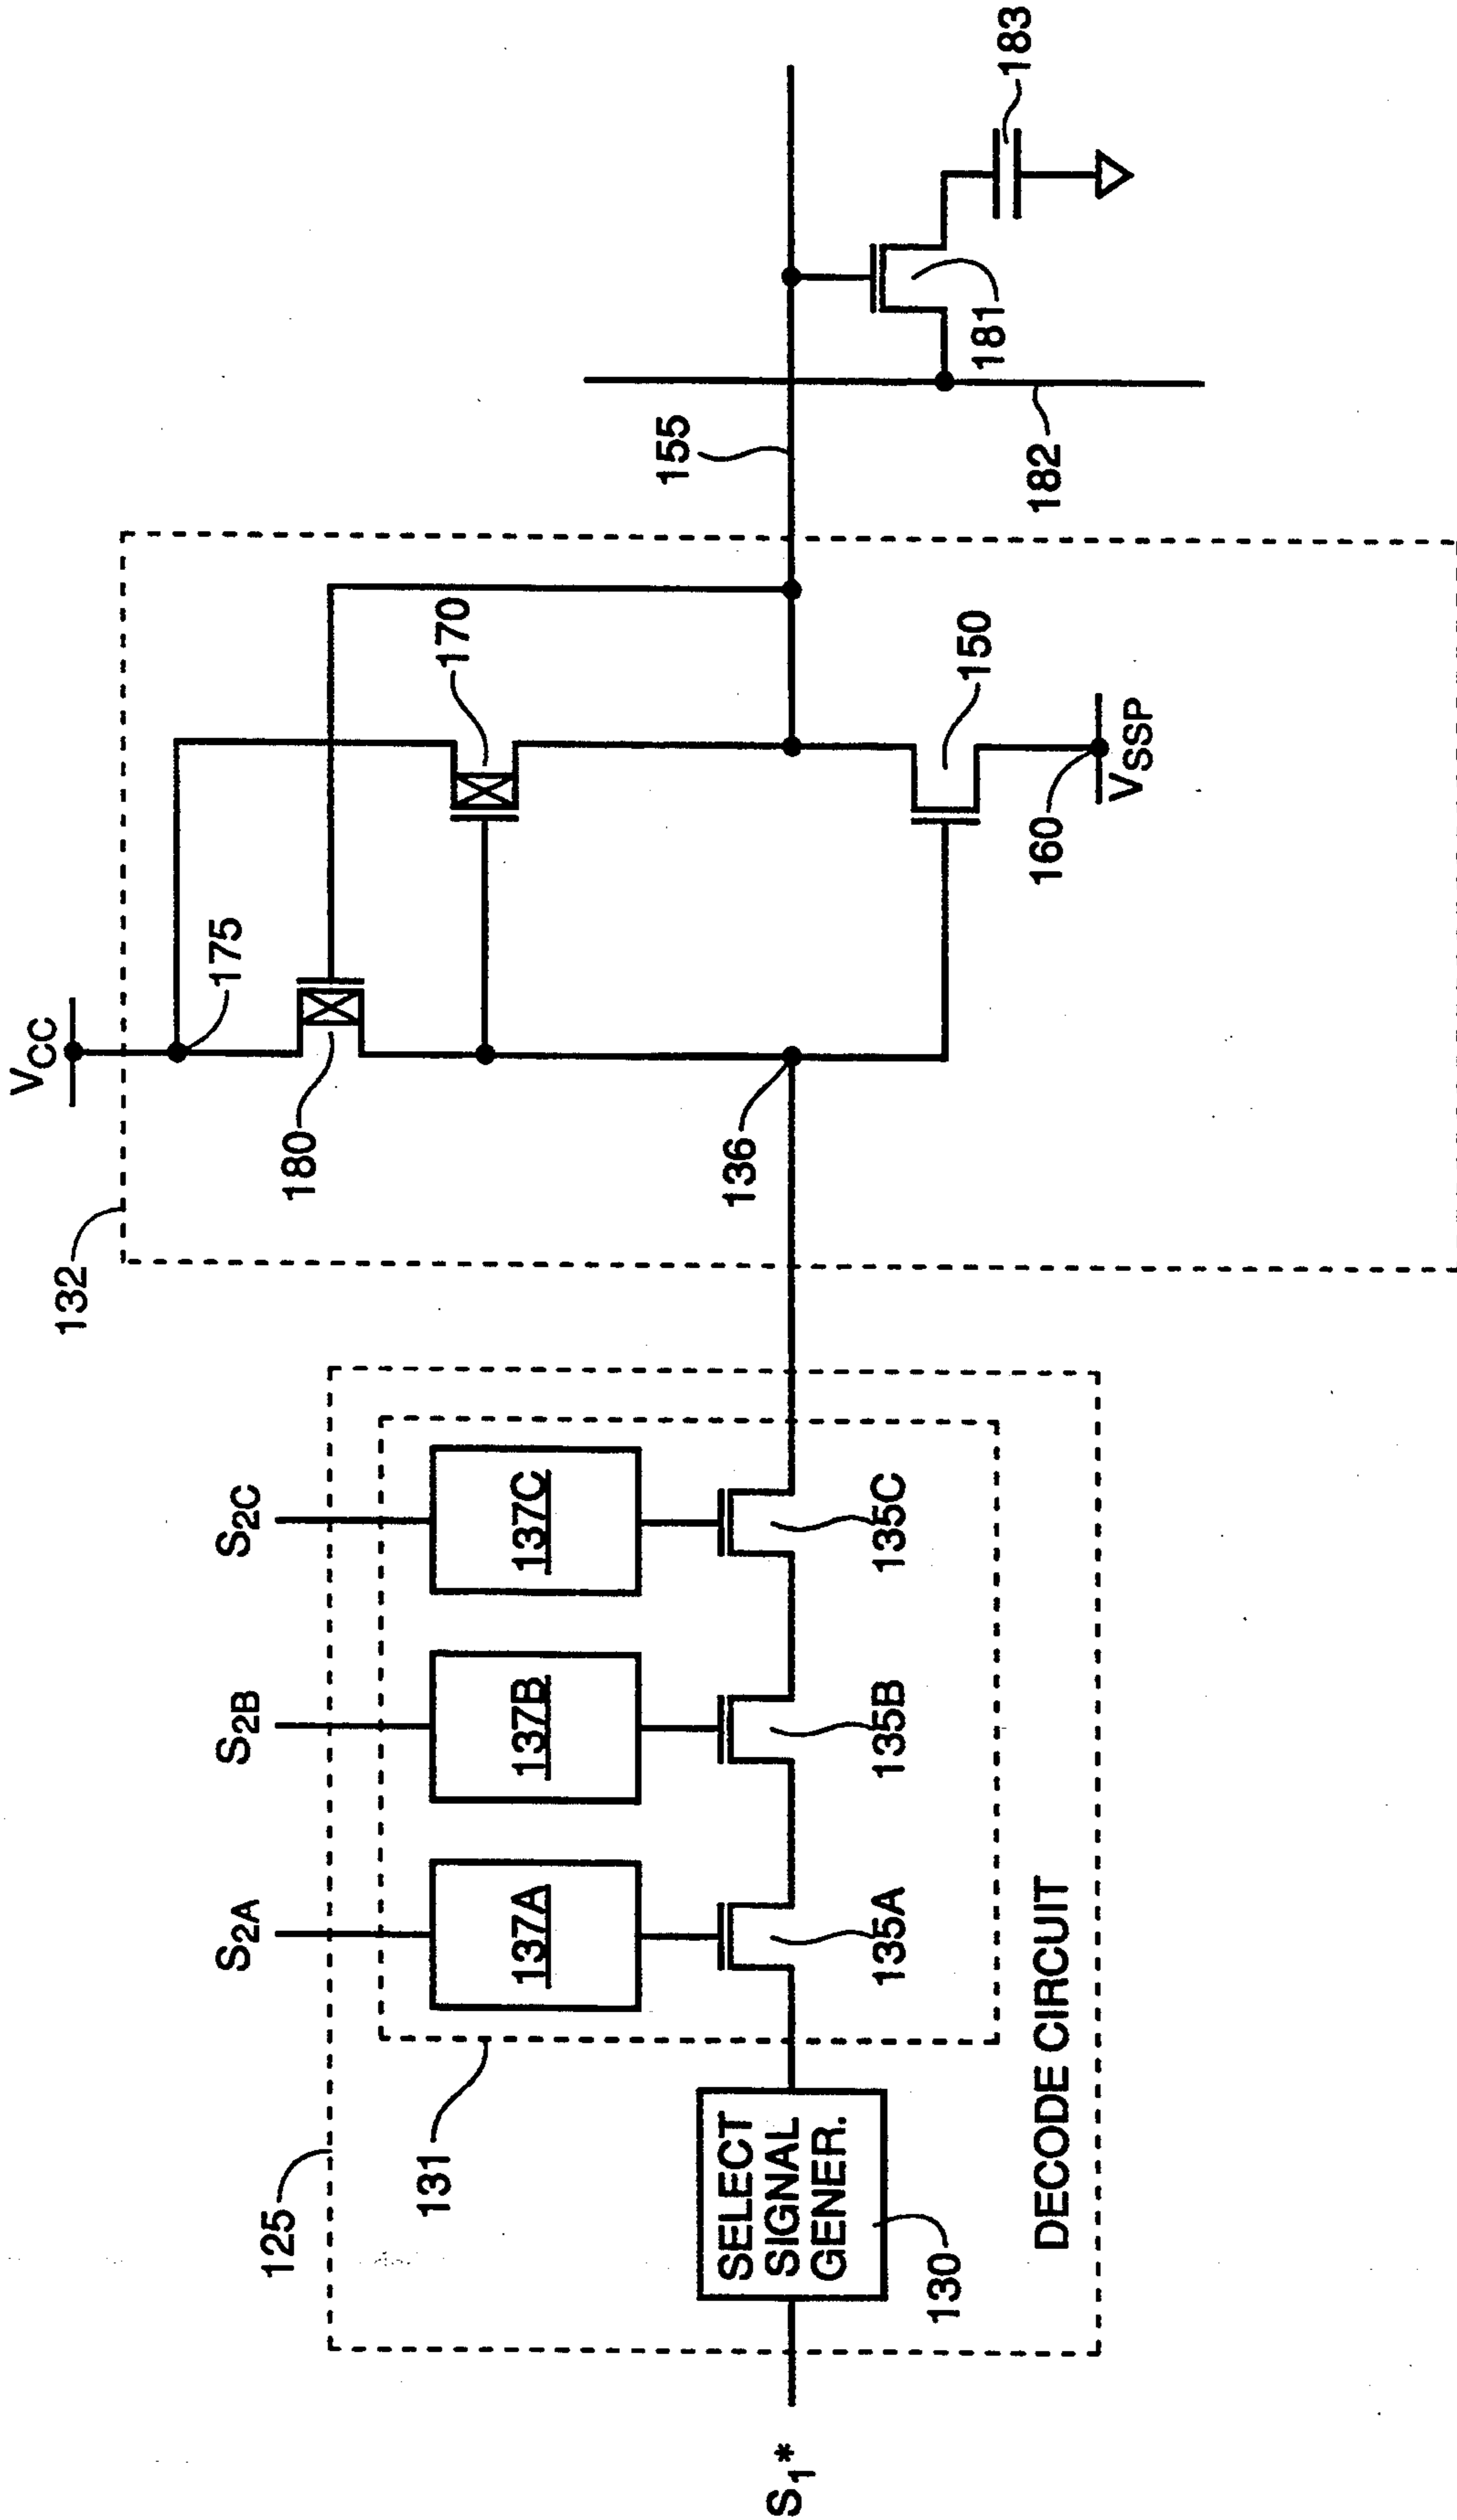 VCC
132
175
180
170
155
136
150
160
VSSP
182
181
183
125
131
S2A
S2B
S2C
137A
137B
137C
135A
135B
135C
SELECT
SIGNAL
GENER.
130
S1*
DECODE CIRCUIT